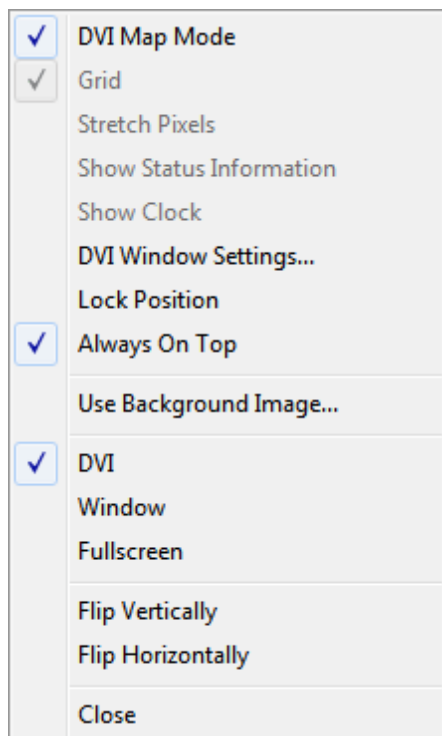 DVI Map Mode
Grid
Stretch Pixels
Show Status Information
Show Clock
DVI Window Settings...
Lock Position
Always On Top
Use Background Image...
DVI
Window
Fullscreen
Flip Vertically
Flip Horizontally
Close